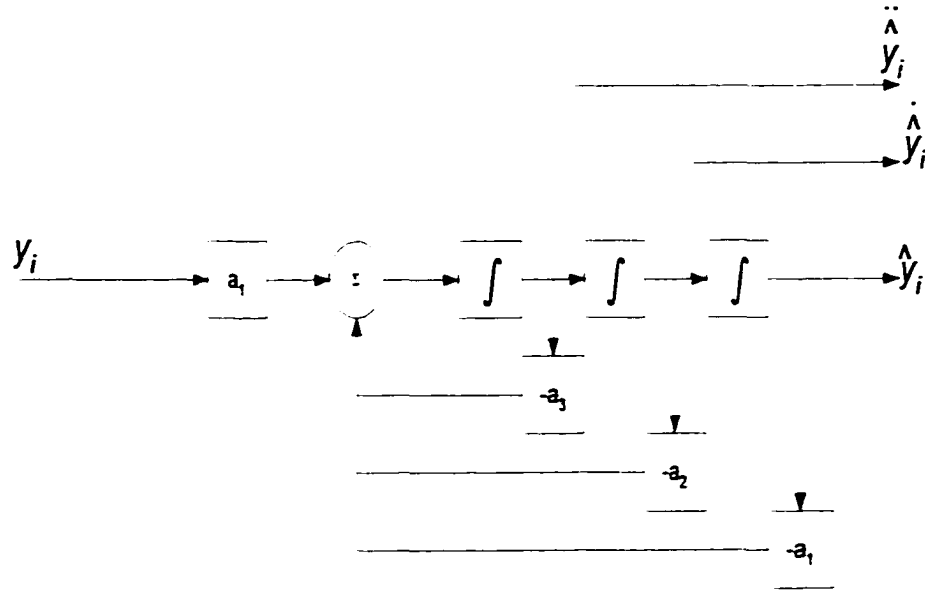 ÿ̂ᵢ
ẏ̂ᵢ
yᵢ a₁ Σ ∫ ∫ ∫ ŷᵢ
-a₃
-a₂
-a₁